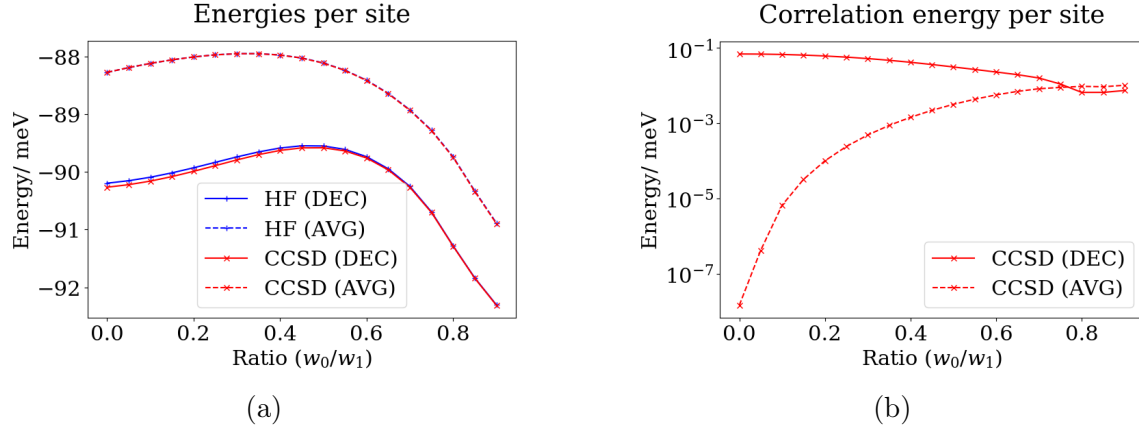 Energies per site
−88
−89
−90
−91
−92
Energy/ meV
HF (DEC)
HF (AVG)
CCSD (DEC)
CCSD (AVG)
0.0 0.2 0.4 0.6 0.8
Ratio (w₀/w₁)
(a)
Correlation energy per site
10⁻¹
10⁻³
10⁻⁵
10⁻⁷
Energy/ meV
CCSD (DEC)
CCSD (AVG)
0.0 0.2 0.4 0.6 0.8
Ratio (w₀/w₁)
(b)